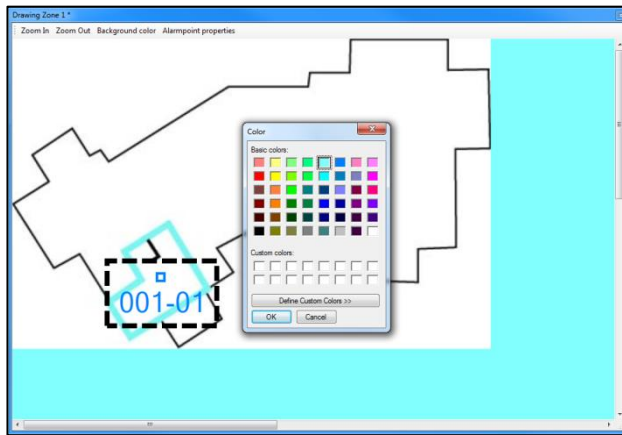 Drawing Zone 1 *
Zoom In Zoom Out Background color Alarmpoint properties
Color
Basic colors:
Custom colors:
Define Custom Colors >>
OK Cancel
001-01